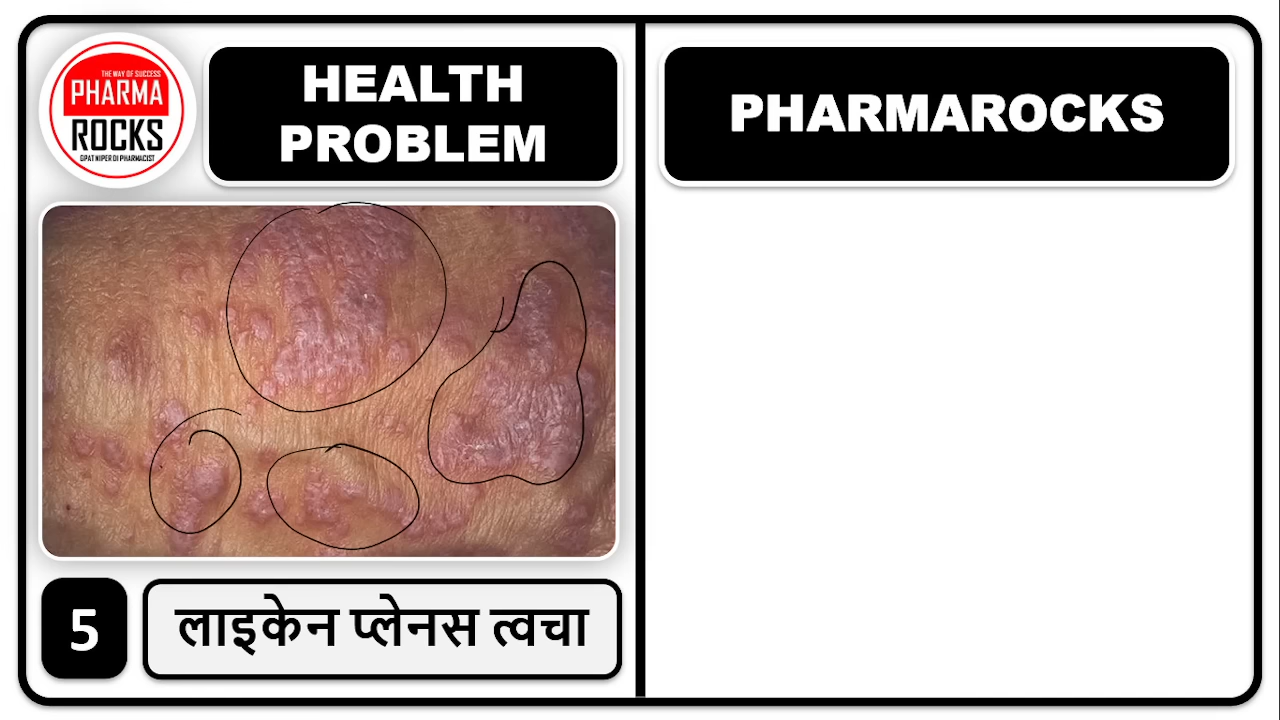 THE WAY OF SUCCESS
PHARMA
ROCKS
GPAT NIPER DI PHARMACIST
HEALTH
PROBLEM
PHARMAROCKS
5
लाइकेन प्लेनस त्वचा